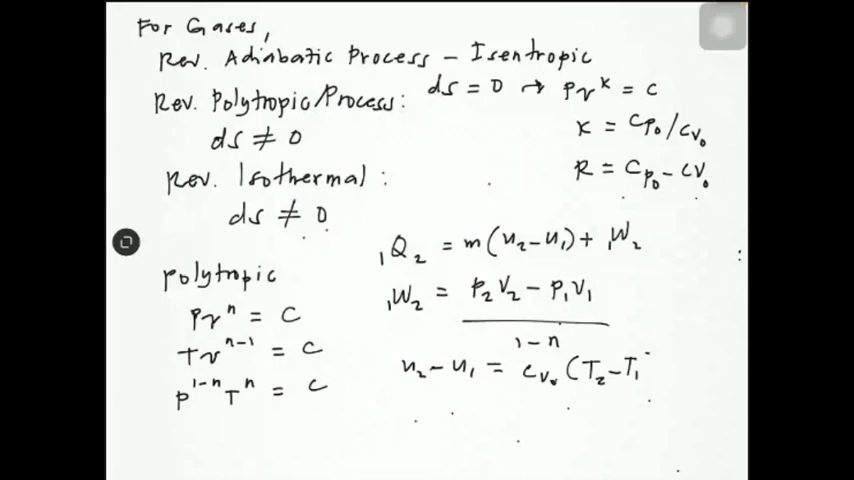 For Gases,
Rev. Adiabatic Process – Isentropic
ds = 0 → Pv^k = C
Rev. Polytropic Process:
ds ≠ 0
k = Cp₀/Cv₀
R = Cp₀ - Cv₀
Rev. Isothermal:
ds ≠ 0
₁Q₂ = m(u₂-u₁) + ₁W₂
₁W₂ = P₂V₂ - P₁V₁
1-n
u₂-u₁ = Cv₀ (T₂-T₁
Polytropic
Pv^n = C
Tv^n-1 = C
P^1-n T^n = C